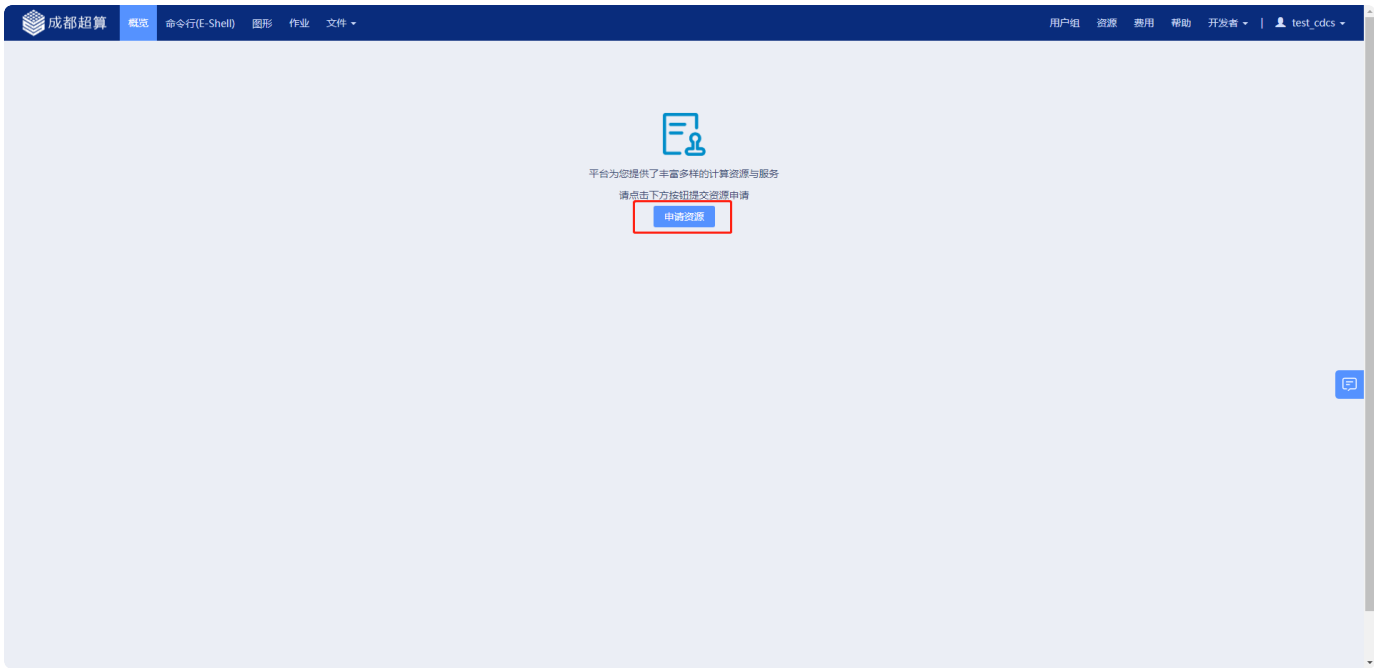 成都超算 概览 命令行(E-Shell) 图形 作业 文件 用户组 资源 费用 帮助 开发者 | test_cdcs
平台为您提供了丰富多样的计算资源与服务
请点击下方按钮提交资源申请
申请资源